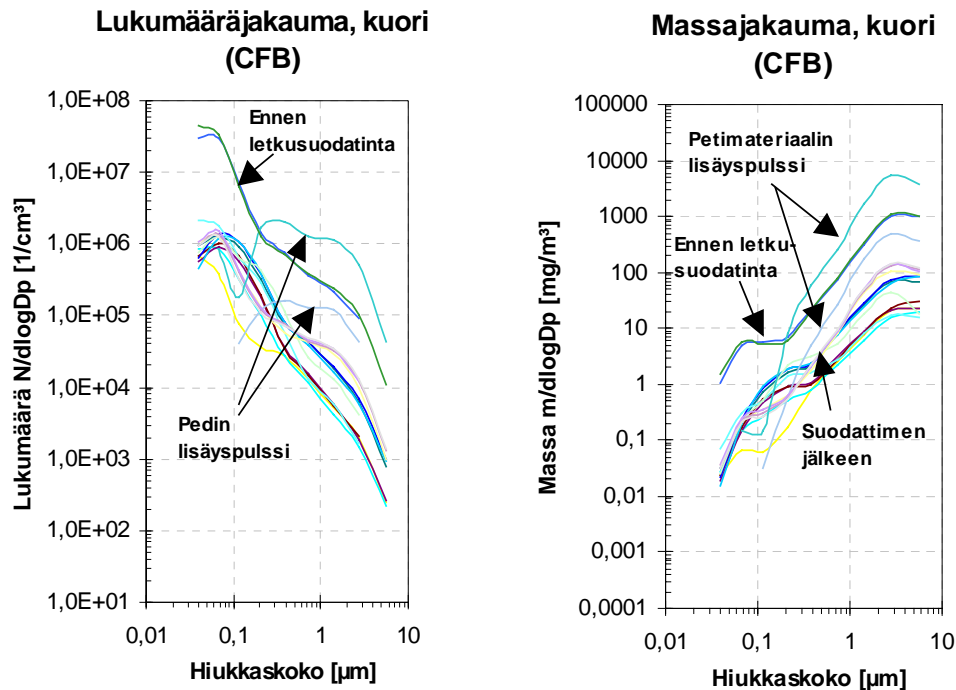 Lukumääräjakauma, kuori
(CFB)
1,0E+08
1,0E+07
1,0E+06
1,0E+05
1,0E+04
1,0E+03
1,0E+02
Lukumäärä N/dlogDp [1/cm³]
Ennen
letkusuodatinta
Pedin
lisäyspulssi
0,01
0,1
1
10
Hiukkaskoko [µm]
Massajakauma, kuori
(CFB)
100000
10000
1000
100
10
1
0,1
0,01
0,001
0,0001
Massa m/dlogDp [mg/m³]
Petimateriaalin
lisäyspulssi
Ennen letku-
suodatinta
Suodattimen
jälkeen
0,01
0,1
1
10
Hiukkaskoko [µm]